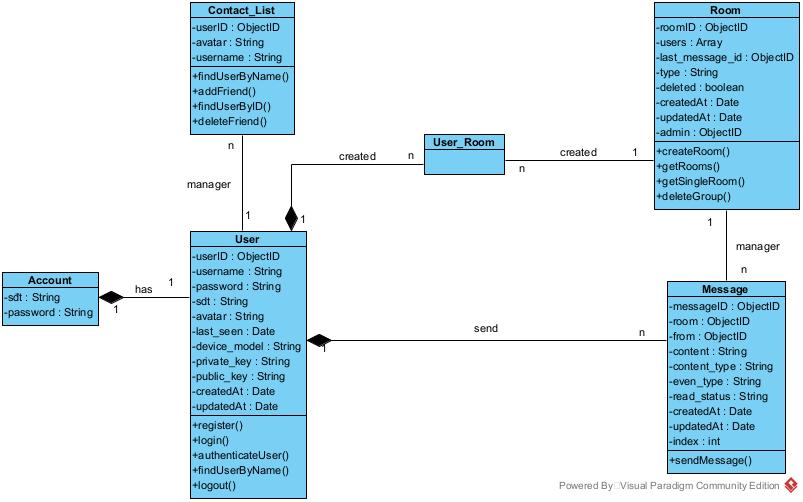 Contact_List
-userID : ObjectID
-avatar : String
-username : String
+findUserByName()
+addFriend()
+findUserByID()
+deleteFriend()
n
manager
1
Room
-roomID : ObjectID
-users : Array
-last_message_id : ObjectID
-type : String
-deleted : boolean
-createdAt : Date
-updatedAt : Date
-admin : ObjectID
+createRoom()
+getRooms()
+getSingleRoom()
+deleteGroup()
User_Room
created
n
1
created
n
1
1
manager
n
User
-userID : ObjectID
-username : String
-password : String
-sdt : String
-avatar : String
-last_seen : Date
-device_model : String
-private_key : String
-public_key : String
-createdAt : Date
-updatedAt : Date
+register()
+login()
+authenticateUser()
+findUserByName()
+logout()
Account
-sđt : String
-password : String
has
1
1
send
n
1
Message
-messageID : ObjectID
-room : ObjectID
-from : ObjectID
-content : String
-content_type : String
-even_type : String
-read_status : String
-createdAt : Date
-updatedAt : Date
-index : int
+sendMessage()
Powered By Visual Paradigm Community Edition